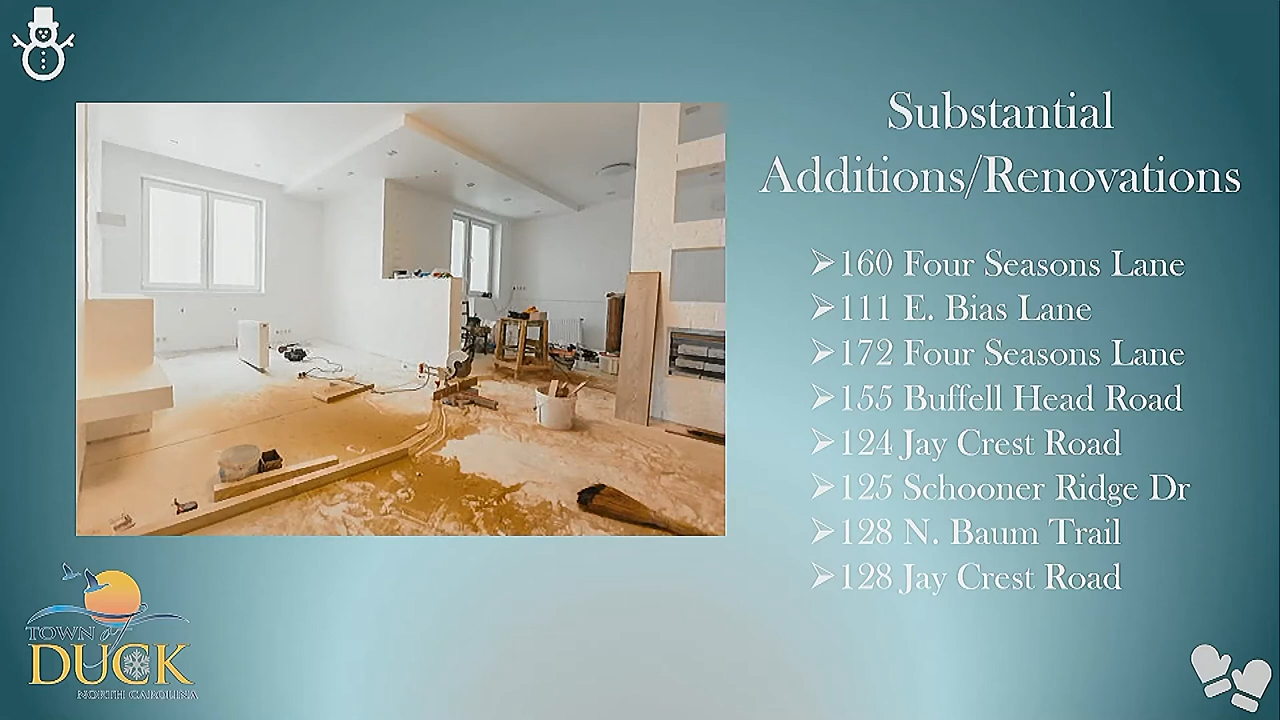 Substantial
Additions/Renovations
➢160 Four Seasons Lane
➢111 E. Bias Lane
➢172 Four Seasons Lane
➢155 Buffell Head Road
➢124 Jay Crest Road
➢125 Schooner Ridge Dr
➢128 N. Baum Trail
➢128 Jay Crest Road
TOWN of
DUCK
NORTH CAROLINA